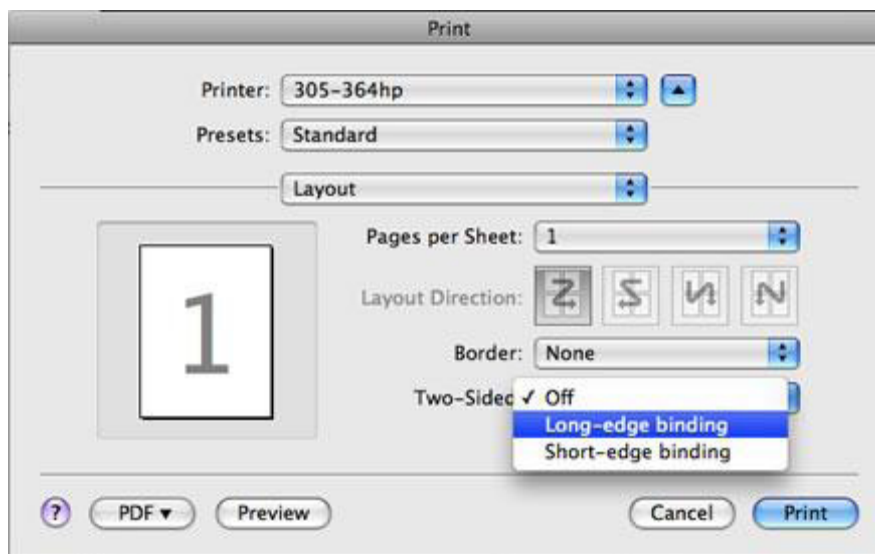 Print
Printer: 305-364hp
Presets: Standard
Layout
1
Pages per Sheet: 1
Layout Direction:
Border: None
Two-Sided ✓ Off
Long-edge binding
Short-edge binding
? PDF ▼ Preview Cancel Print